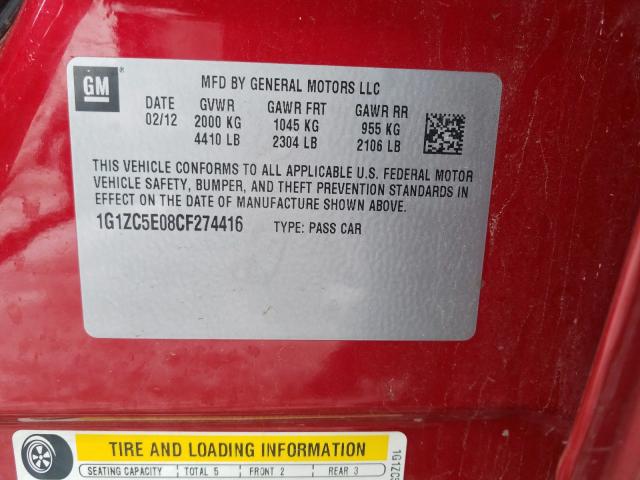 GM
MFD BY GENERAL MOTORS LLC
DATE GVWR GAWR FRT GAWR RR
02/12 2000 KG 1045 KG 955 KG
4410 LB 2304 LB 2106 LB
THIS VEHICLE CONFORMS TO ALL APPLICABLE U.S. FEDERAL MOTOR
VEHICLE SAFETY, BUMPER, AND THEFT PREVENTION STANDARDS IN
EFFECT ON THE DATE OF MANUFACTURE SHOWN ABOVE.
1G1ZC5E08CF274416 TYPE: PASS CAR
TIRE AND LOADING INFORMATION
SEATING CAPACITY TOTAL 5 FRONT 2 REAR 3
1G1ZC5